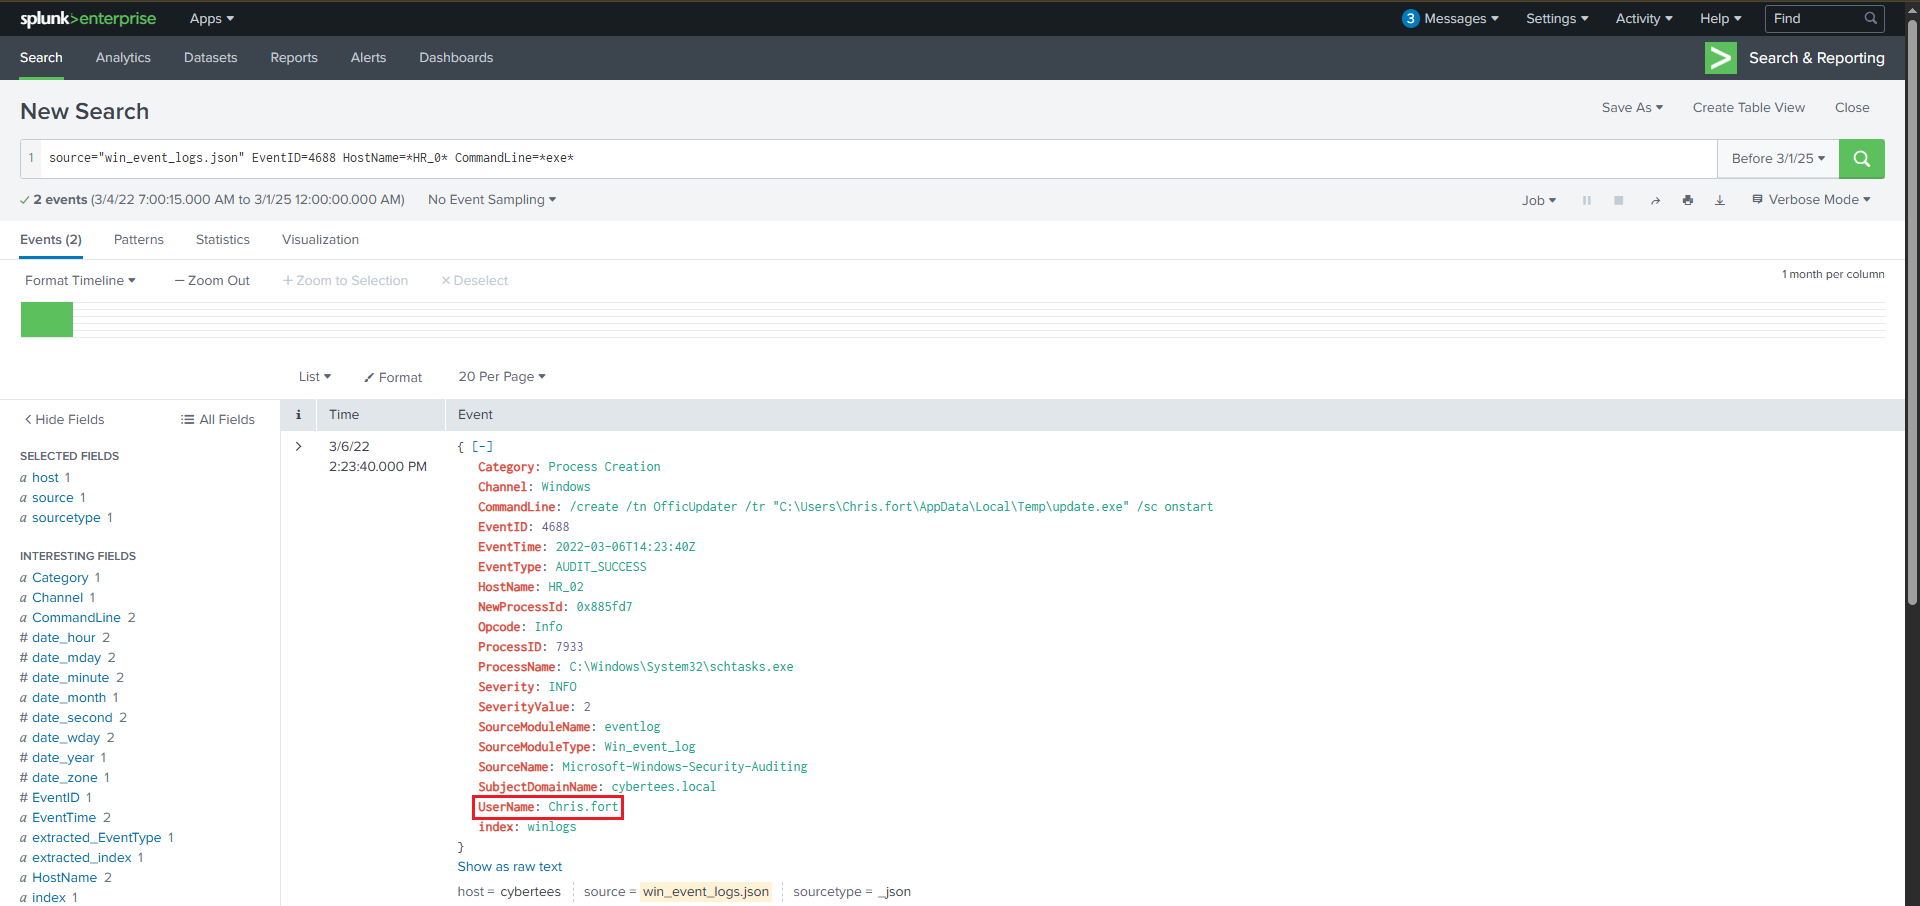 splunk>enterprise Apps 3 Messages Settings Activity Help Find
Search Analytics Datasets Reports Alerts Dashboards > Search & Reporting
New Search Save As Create Table View Close
1 source="win_event_logs.json" EventID=4688 HostName=*HR_0* CommandLine=*exe* Before 3/1/25
✓ 2 events (3/4/22 7:00:15.000 AM to 3/1/25 12:00:00.000 AM) No Event Sampling Job Verbose Mode
Events (2) Patterns Statistics Visualization
Format Timeline — Zoom Out + Zoom to Selection × Deselect 1 month per column
List Format 20 Per Page
< Hide Fields All Fields i Time Event
SELECTED FIELDS
a host 1
a source 1
a sourcetype 1
INTERESTING FIELDS
a Category 1
a Channel 1
a CommandLine 2
# date_hour 2
# date_mday 2
# date_minute 2
a date_month 1
# date_second 2
a date_wday 2
# date_year 1
# date_zone 1
# EventID 1
a EventTime 2
a extracted_EventType 1
a extracted_index 1
a HostName 2
a index 1
> 3/6/22
2:23:40.000 PM
{ [-]
Category: Process Creation
Channel: Windows
CommandLine: /create /tn OfficUpdater /tr "C:\Users\Chris.fort\AppData\Local\Temp\update.exe" /sc onstart
EventID: 4688
EventTime: 2022-03-06T14:23:40Z
EventType: AUDIT_SUCCESS
HostName: HR_02
NewProcessId: 0x885fd7
Opcode: Info
ProcessID: 7933
ProcessName: C:\Windows\System32\schtasks.exe
Severity: INFO
SeverityValue: 2
SourceModuleName: eventlog
SourceModuleType: Win_event_log
SourceName: Microsoft-Windows-Security-Auditing
SubjectDomainName: cybertees.local
UserName: Chris.fort
index: winlogs
}
Show as raw text
host = cybertees source = win_event_logs.json sourcetype = _json